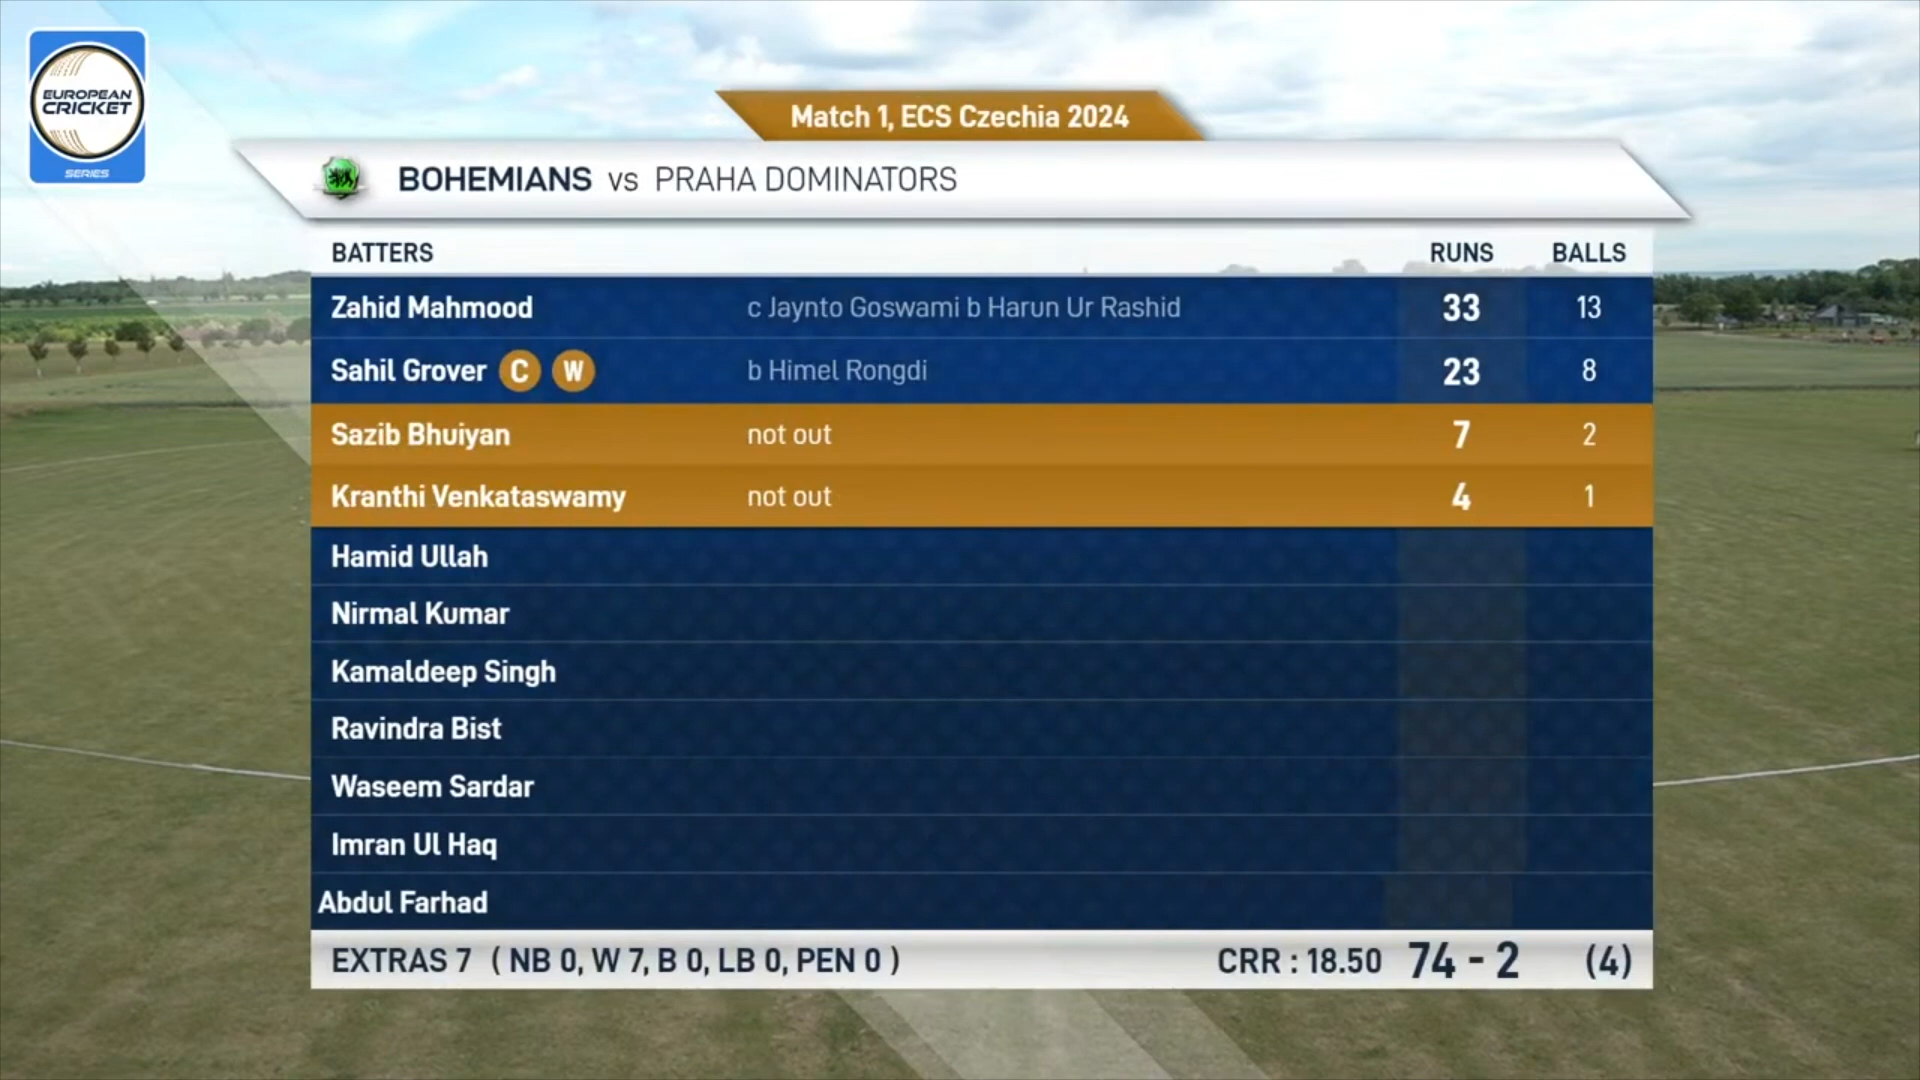 EUROPEAN
CRICKET
SERIES
Match 1, ECS Czechia 2024
BOHEMIANS vs PRAHA DOMINATORS
BATTERS RUNS BALLS
Zahid Mahmood c Jaynto Goswami b Harun Ur Rashid 33 13
Sahil Grover C W b Himel Rongdi 23 8
Sazib Bhuiyan not out 7 2
Kranthi Venkataswamy not out 4 1
Hamid Ullah
Nirmal Kumar
Kamaldeep Singh
Ravindra Bist
Waseem Sardar
Imran Ul Haq
Abdul Farhad
EXTRAS 7 ( NB 0, W 7, B 0, LB 0, PEN 0 ) CRR : 18.50 74 - 2 (4)